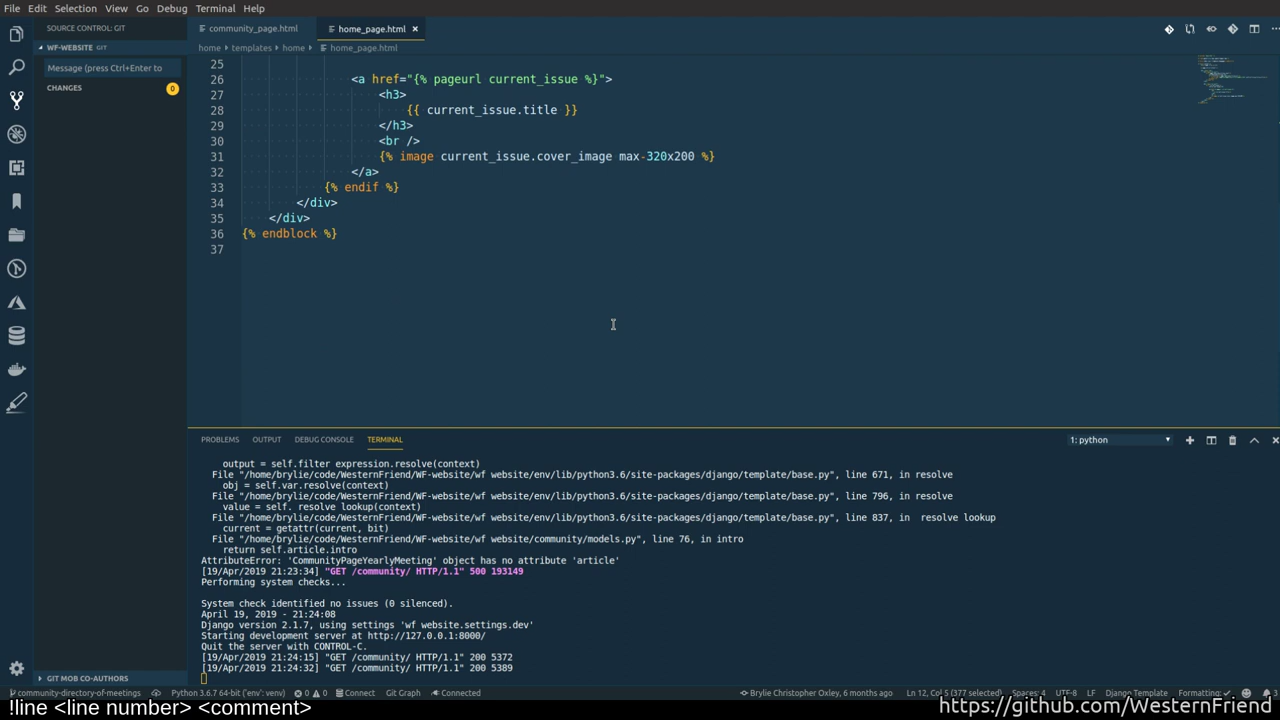 File Edit Selection View Go Debug Terminal Help
SOURCE CONTROL: GIT
community_page.html home_page.html ×
WF-WEBSITE GIT
home › templates › home › home_page.html
Message (press Ctrl+Enter to
CHANGES 0
25
26 <a href="{% pageurl current_issue %}">
27 <h3>
28 {{ current_issue.title }}
29 </h3>
30 <br />
31 {% image current_issue.cover_image max-320x200 %}
32 </a>
33 {% endif %}
34 </div>
35 </div>
36 {% endblock %}
37
PROBLEMS OUTPUT DEBUG CONSOLE TERMINAL 1: python
output = self.filter expression.resolve(context)
File "/home/brylie/code/WesternFriend/WF-website/wf website/env/lib/python3.6/site-packages/django/template/base.py", line 671, in resolve
obj = self.var.resolve(context)
File "/home/brylie/code/WesternFriend/WF-website/wf website/env/lib/python3.6/site-packages/django/template/base.py", line 796, in resolve
value = self. resolve lookup(context)
File "/home/brylie/code/WesternFriend/WF-website/wf website/env/lib/python3.6/site-packages/django/template/base.py", line 837, in  resolve lookup
current = getattr(current, bit)
File "/home/brylie/code/WesternFriend/WF-website/wf website/community/models.py", line 76, in intro
return self.article.intro
AttributeError: 'CommunityPageYearlyMeeting' object has no attribute 'article'
[19/Apr/2019 21:23:34] "GET /community/ HTTP/1.1" 500 193149
Performing system checks...
System check identified no issues (0 silenced).
April 19, 2019 - 21:24:08
Django version 2.1.7, using settings 'wf website.settings.dev'
Starting development server at http://127.0.0.1:8000/
Quit the server with CONTROL-C.
[19/Apr/2019 21:24:15] "GET /community/ HTTP/1.1" 200 5372
[19/Apr/2019 21:24:32] "GET /community/ HTTP/1.1" 200 5389
GIT MOB CO-AUTHORS
community-directory-of-meetings Python 3.6.7 64-bit ('env': venv) 0 0 Connect Git Graph Connected Brylie Christopher Oxley, 6 months ago Ln 12, Col 5 (377 selected) Spaces: 4 UTF-8 LF Django Template Formatting: ✓ 3
!line <line number> <comment> https://github.com/WesternFriend